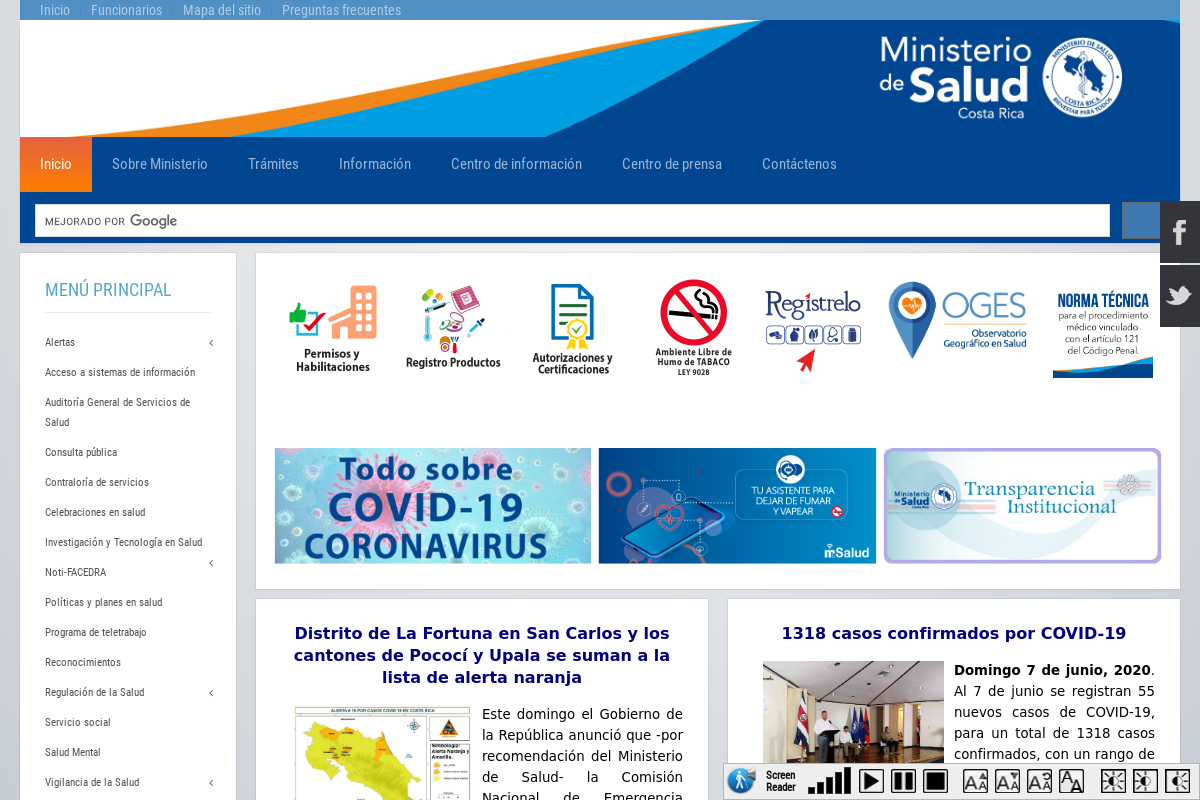 Inicio Funcionarios Mapa del sitio Preguntas frecuentes
Ministerio
de Salud
Costa Rica
MINISTERIO DE SALUD
COSTA RICA
BIENESTAR PARA TODOS
Inicio Sobre Ministerio Trámites Información Centro de información Centro de prensa Contáctenos
MEJORADO POR Google
MENÚ PRINCIPAL
Alertas
Acceso a sistemas de información
Auditoría General de Servicios de
Salud
Consulta pública
Contraloría de servicios
Celebraciones en salud
Investigación y Tecnología en Salud
Noti-FACEDRA
Políticas y planes en salud
Programa de teletrabajo
Reconocimientos
Regulación de la Salud
Servicio social
Salud Mental
Vigilancia de la Salud
Permisos y
Habilitaciones
Registro Productos
Autorizaciones y
Certificaciones
Ambiente Libre de
Humo de TABACO
LEY 9028
Regístrelo
OGES
Observatorio
Geográfico en Salud
NORMA TÉCNICA
para el procedimiento
médico vinculado
con el artículo 121
del Código Penal.
Todo sobre
COVID-19
CORONAVIRUS
TU ASISTENTE PARA
DEJAR DE FUMAR
Y VAPEAR
mSalud
Ministerio
de Salud
Costa Rica
Transparencia
Institucional
Distrito de La Fortuna en San Carlos y los
cantones de Pococí y Upala se suman a la
lista de alerta naranja
ALERTA # 16 POR CASOS COVID 19 EN COSTA RICA
Simbología:
Alerta Naranja y
Amarilla.
Este domingo el Gobierno de
la República anunció que -por
recomendación del Ministerio
de Salud- la Comisión
Nacional de Emergencia
1318 casos confirmados por COVID-19
Domingo 7 de junio, 2020.
Al 7 de junio se registran 55
nuevos casos de COVID-19,
para un total de 1318 casos
confirmados, con un rango de
Screen
Reader